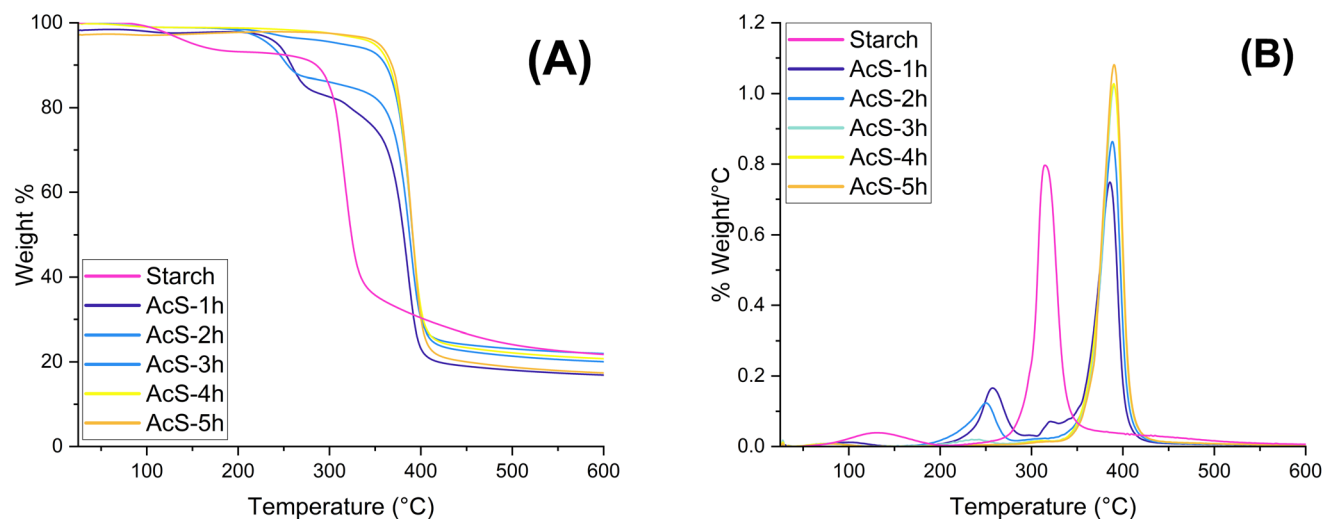 (A)
100
80
60
40
20
0
Weight %
Starch
AcS-1h
AcS-2h
AcS-3h
AcS-4h
AcS-5h
100 200 300 400 500 600
Temperature (°C)
(B)
1.2
1.0
0.8
0.6
0.4
0.2
0.0
% Weight/°C
Starch
AcS-1h
AcS-2h
AcS-3h
AcS-4h
AcS-5h
100 200 300 400 500 600
Temperature (°C)